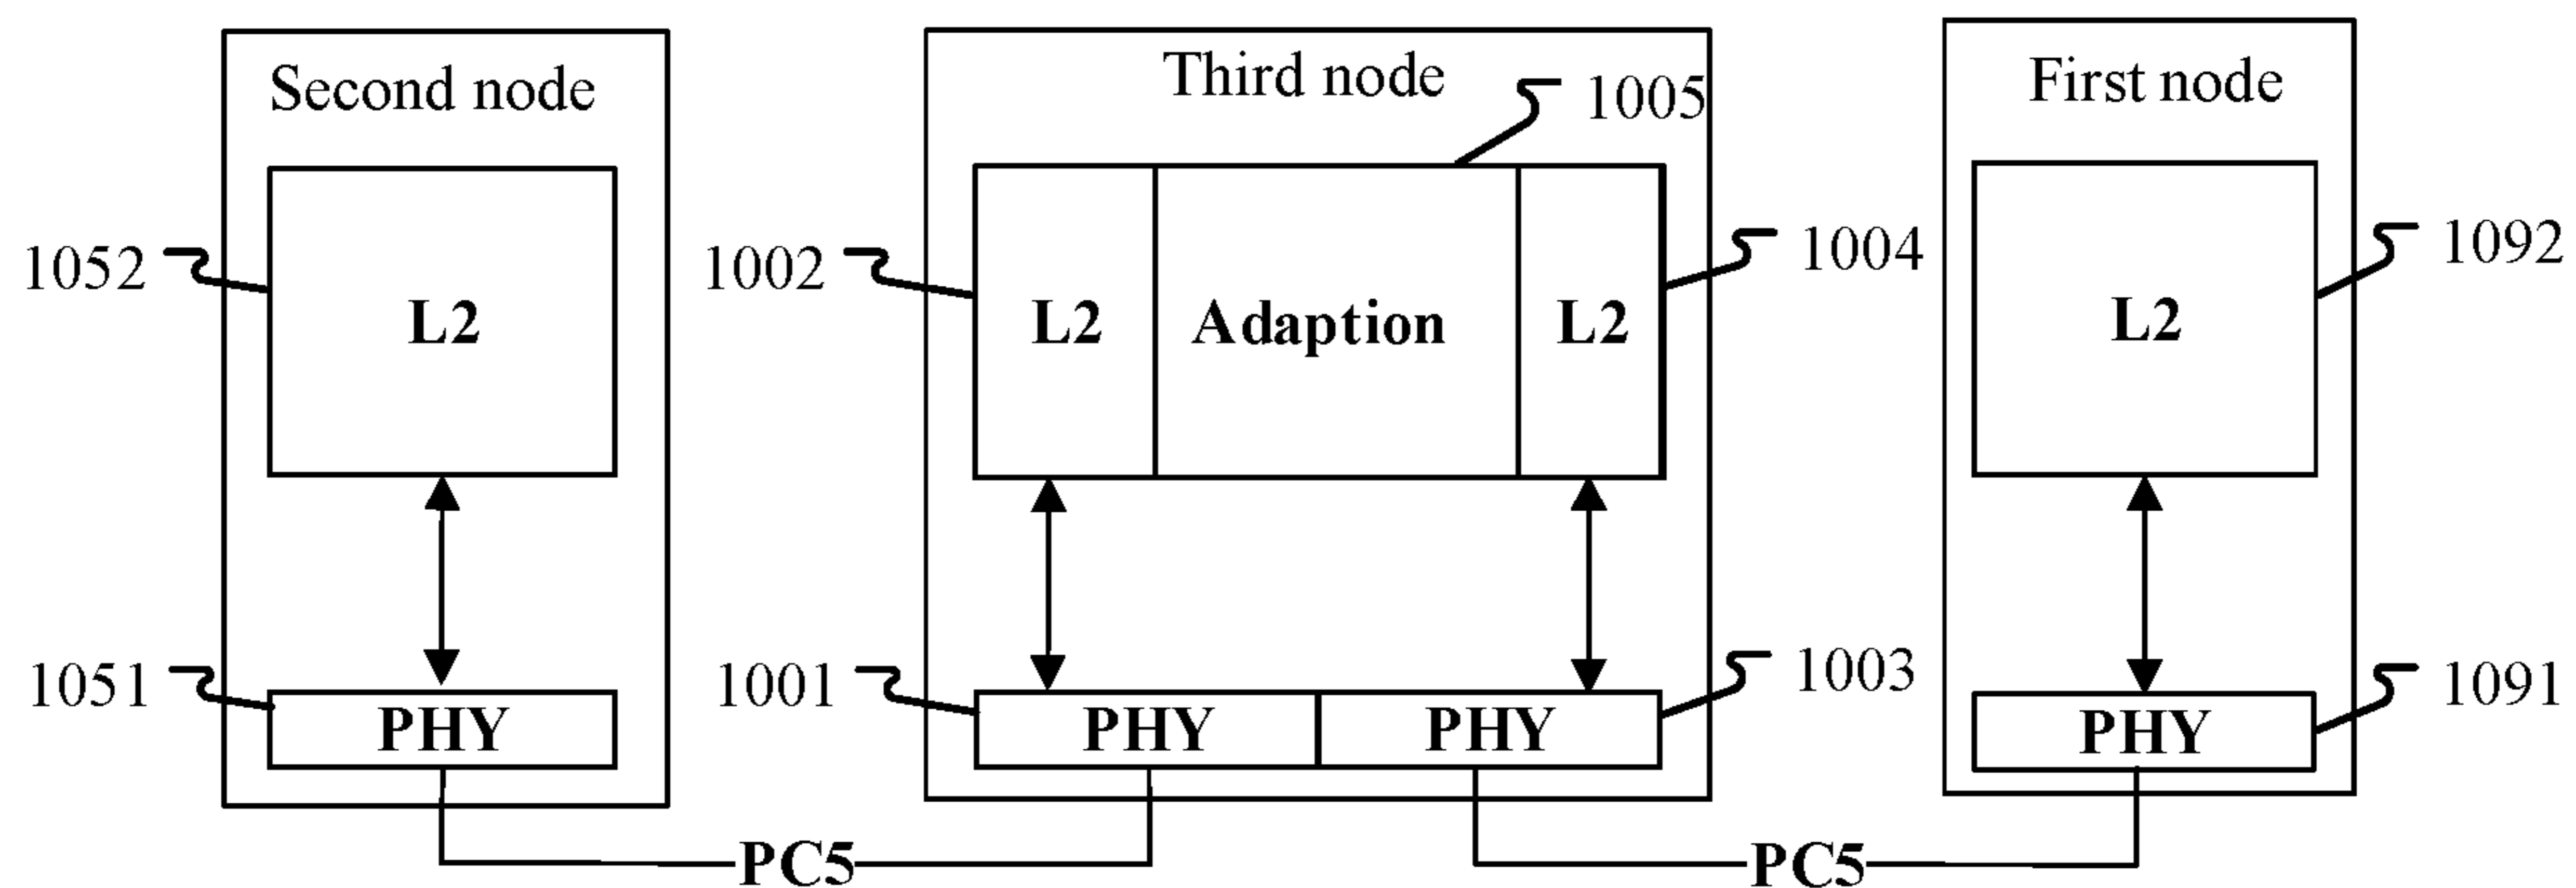 Second node
Third node
1005
First node
1052
L2
1002
L2
Adaption
L2
1004
L2
1092
1051
PHY
1001
PHY
PHY
1003
PHY
1091
PC5
PC5